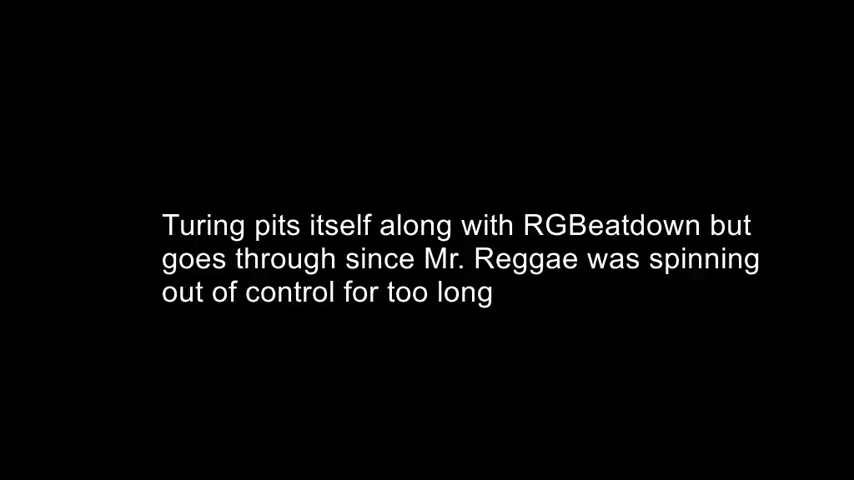 Turing pits itself along with RGBeatdown but
goes through since Mr. Reggae was spinning
out of control for too long